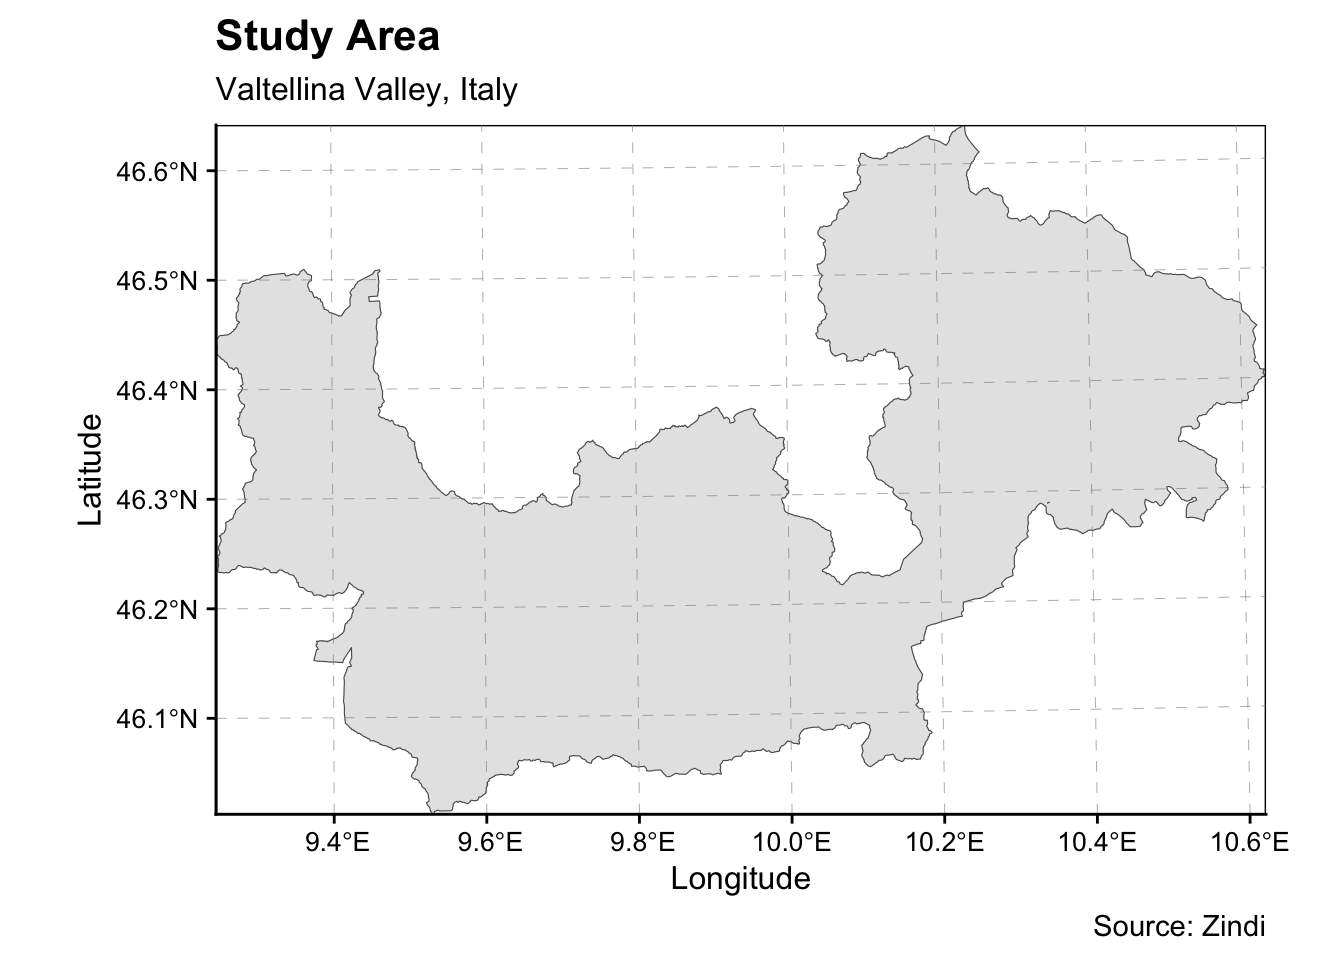 Study Area
Valtellina Valley, Italy
46.6°N
46.5°N
46.4°N
46.3°N
46.2°N
46.1°N
Latitude
9.4°E 9.6°E 9.8°E 10.0°E 10.2°E 10.4°E 10.6°E
Longitude
Source: Zindi